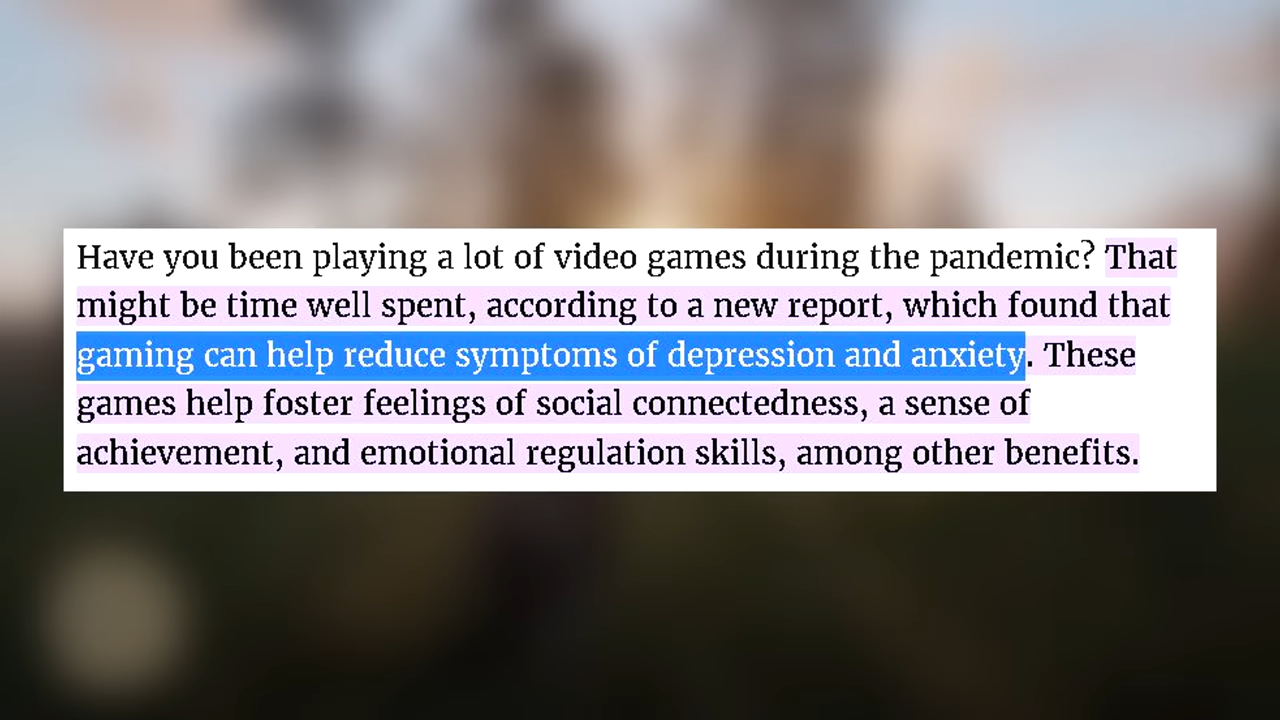 Have you been playing a lot of video games during the pandemic? That
might be time well spent, according to a new report, which found that
gaming can help reduce symptoms of depression and anxiety. These
games help foster feelings of social connectedness, a sense of
achievement, and emotional regulation skills, among other benefits.